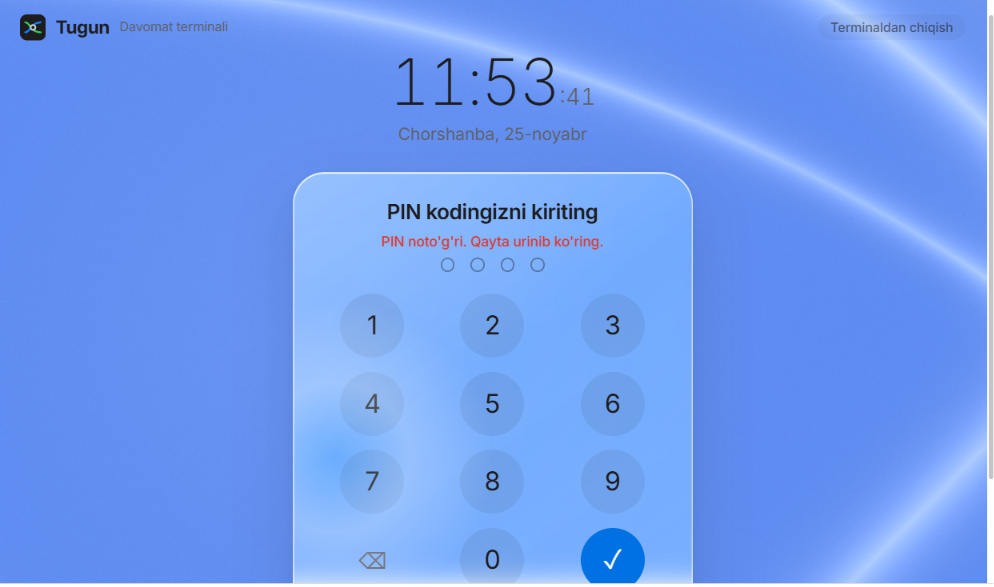 Tugun Davomat terminali Terminaldan chiqish
11:53:41
Chorshanba, 25-noyabr
PIN kodingizni kiriting
PIN noto'g'ri. Qayta urinib ko'ring.
1 2 3
4 5 6
7 8 9
0